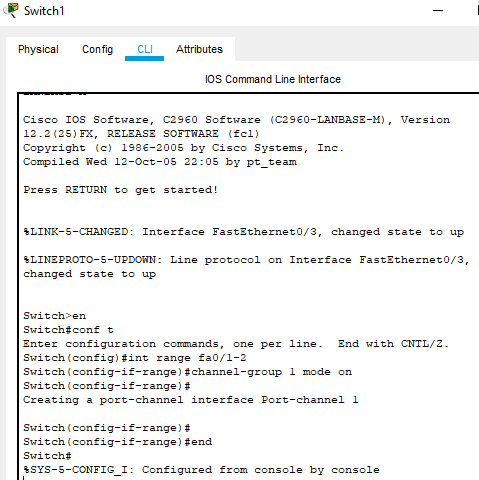 Switch1
Physical Config CLI Attributes
IOS Command Line Interface
Cisco IOS Software, C2960 Software (C2960-LANBASE-M), Version
12.2(25)FX, RELEASE SOFTWARE (fc1)
Copyright (c) 1986-2005 by Cisco Systems, Inc.
Compiled Wed 12-Oct-05 22:05 by pt_team
Press RETURN to get started!
%LINK-5-CHANGED: Interface FastEthernet0/3, changed state to up
%LINEPROTO-5-UPDOWN: Line protocol on Interface FastEthernet0/3,
changed state to up
Switch>en
Switch#conf t
Enter configuration commands, one per line.  End with CNTL/Z.
Switch(config)#int range fa0/1-2
Switch(config-if-range)#channel-group 1 mode on
Switch(config-if-range)#
Creating a port-channel interface Port-channel 1
Switch(config-if-range)#
Switch(config-if-range)#end
Switch#
%SYS-5-CONFIG_I: Configured from console by console